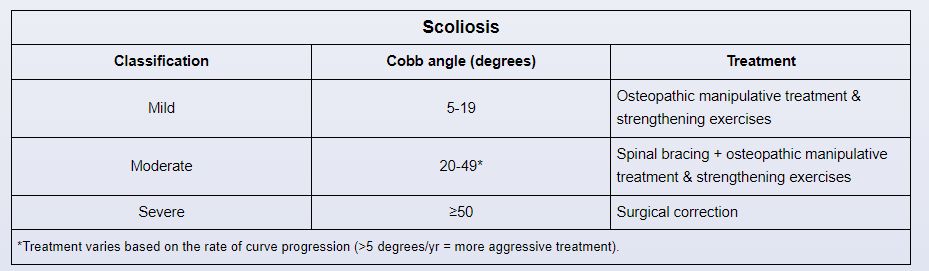 Scoliosis
Classification Cobb angle (degrees) Treatment
Mild 5-19 Osteopathic manipulative treatment &
strengthening exercises
Moderate 20-49* Spinal bracing + osteopathic manipulative
treatment & strengthening exercises
Severe ≥50 Surgical correction
*Treatment varies based on the rate of curve progression (>5 degrees/yr = more aggressive treatment).